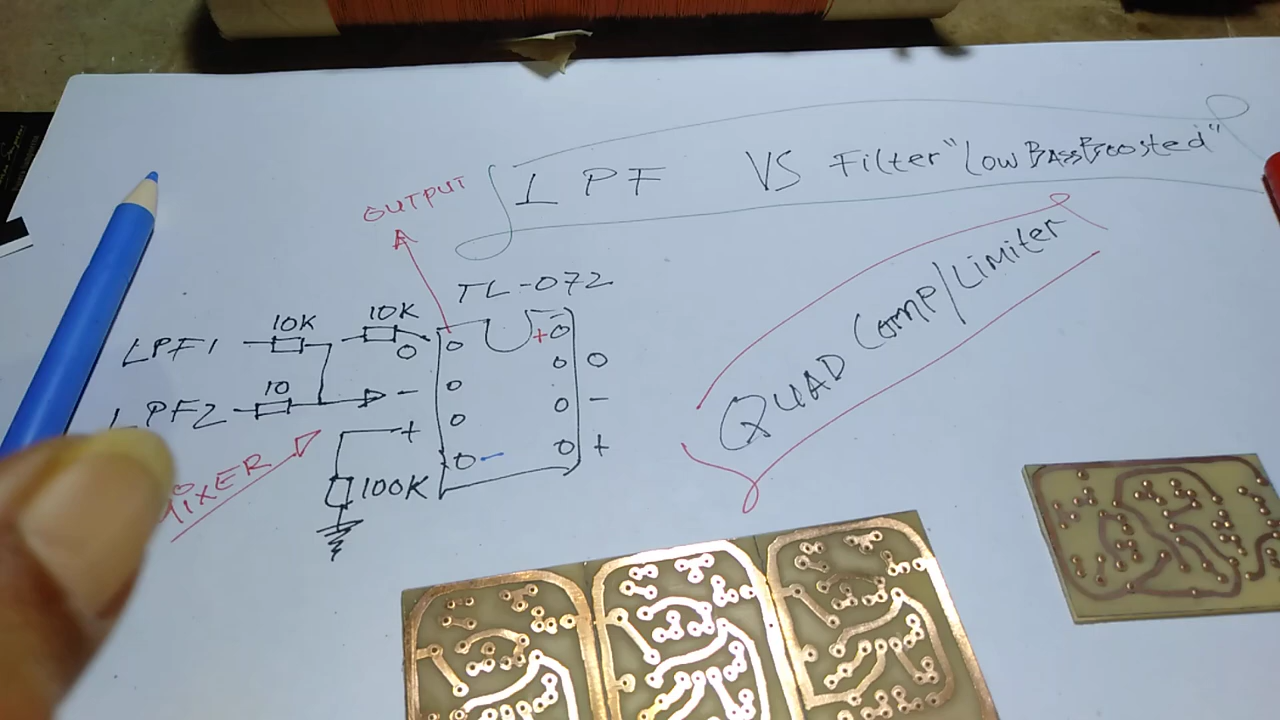 LPF VS Filter "Low BassBoosted"
OUTPUT
TL-072
QUAD Comp/Limiter
10K 10K
LPF1
O
+
O
10
LPF2
-
-
+
MIXER
-
+
100K